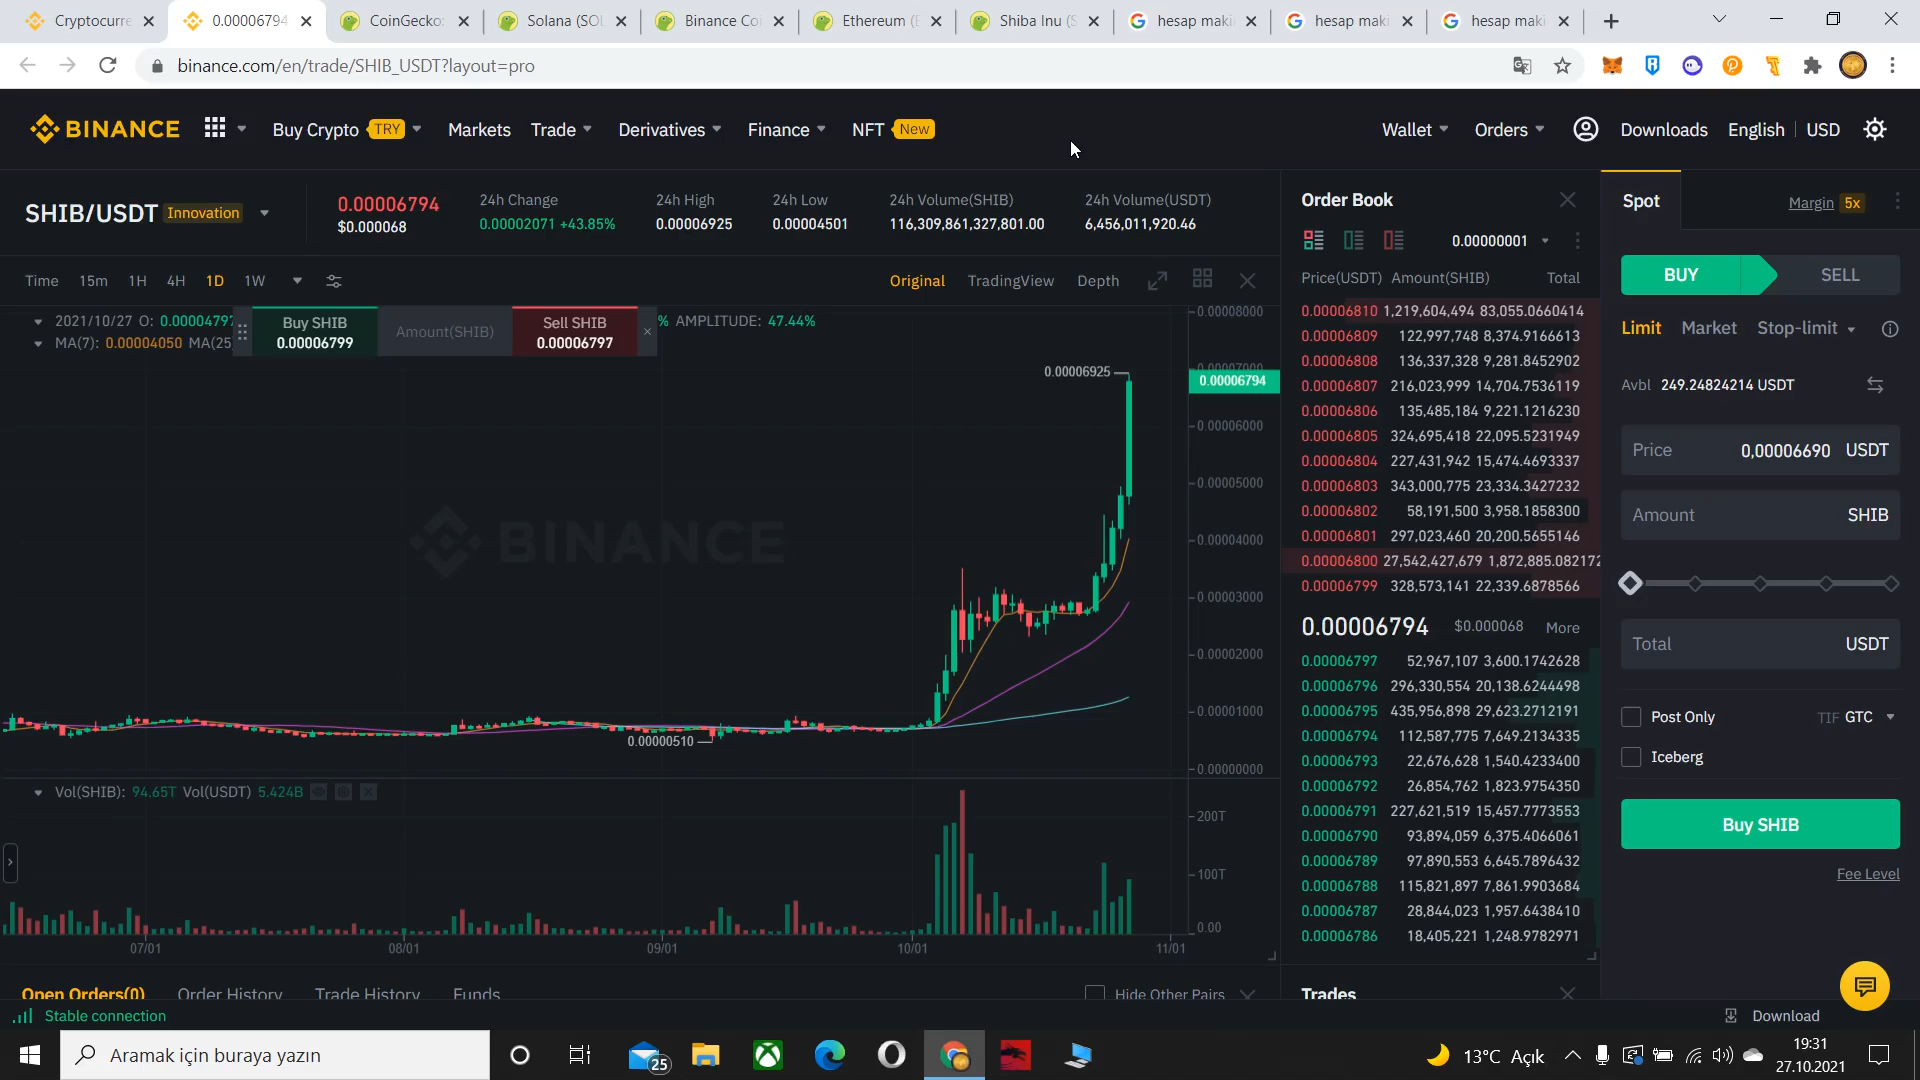 Cryptocurre
0.00006794
CoinGecko:
Solana (SOL
Binance Coi
Ethereum (E
Shiba Inu (S
hesap maki
hesap maki
hesap maki
binance.com/en/trade/SHIB_USDT?layout=pro
BINANCE
Buy Crypto TRY
Markets
Trade
Derivatives
Finance
NFT New
Wallet
Orders
Downloads
English
USD
SHIB/USDT Innovation
0.00006794
$0.000068
24h Change
0.00002071 +43.85%
24h High
0.00006925
24h Low
0.00004501
24h Volume(SHIB)
116,309,861,327,801.00
24h Volume(USDT)
6,456,011,920.46
Time 15m 1H 4H 1D 1W
Original TradingView Depth
2021/10/27 O: 0.00004797
% AMPLITUDE: 47.44%
MA(7): 0.00004050 MA(25
Buy SHIB
0.00006799
Amount(SHIB)
Sell SHIB
0.00006797
0.00006925
0.00000510
BINANCE
0.00008000
0.00007000
0.00006794
0.00006000
0.00005000
0.00004000
0.00003000
0.00002000
0.00001000
0.00000000
Vol(SHIB): 94.65T Vol(USDT) 5.424B
200T
100T
0.00
07/01 08/01 09/01 10/01 11/01
Open Orders(0) Order History Trade History Funds
Hide Other Pairs
Order Book
0.00000001
Price(USDT) Amount(SHIB) Total
0.00006810 1,219,604,494 83,055.0660414
0.00006809 122,997,748 8,374.9166613
0.00006808 136,337,328 9,281.8452902
0.00006807 216,023,999 14,704.7536119
0.00006806 135,485,184 9,221.1216230
0.00006805 324,695,418 22,095.5231949
0.00006804 227,431,942 15,474.4693337
0.00006803 343,000,775 23,334.3427232
0.00006802 58,191,500 3,958.1858300
0.00006801 297,023,460 20,200.5655146
0.00006800 27,542,427,679 1,872,885.082172
0.00006799 328,573,141 22,339.6878566
0.00006794 $0.000068 More
0.00006797 52,967,107 3,600.1742628
0.00006796 296,330,554 20,138.6244498
0.00006795 435,956,898 29,623.2712191
0.00006794 112,587,775 7,649.2134335
0.00006793 22,676,628 1,540.4233400
0.00006792 26,854,762 1,823.9754350
0.00006791 227,621,519 15,457.7773553
0.00006790 93,894,059 6,375.4066061
0.00006789 97,890,553 6,645.7896432
0.00006788 115,821,897 7,861.9903684
0.00006787 28,844,023 1,957.6438410
0.00006786 18,405,221 1,248.9782971
Trades
Spot
Margin 5x
BUY SELL
Limit Market Stop-limit
Avbl 249.24824214 USDT
Price 0,00006690 USDT
Amount SHIB
Total USDT
Post Only TIF GTC
Iceberg
Buy SHIB
Fee Level
Stable connection
Download
Aramak için buraya yazın
25
13°C Açık
19:31
27.10.2021